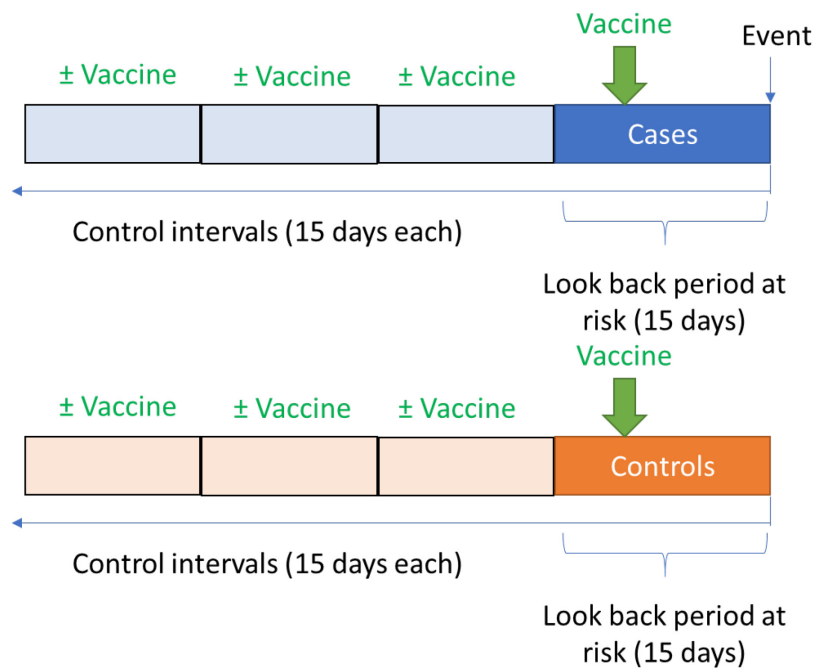 Vaccine
Event
± Vaccine
± Vaccine
± Vaccine
Cases
Control intervals (15 days each)
Look back period at
risk (15 days)
Vaccine
± Vaccine
± Vaccine
± Vaccine
Controls
Control intervals (15 days each)
Look back period at
risk (15 days)